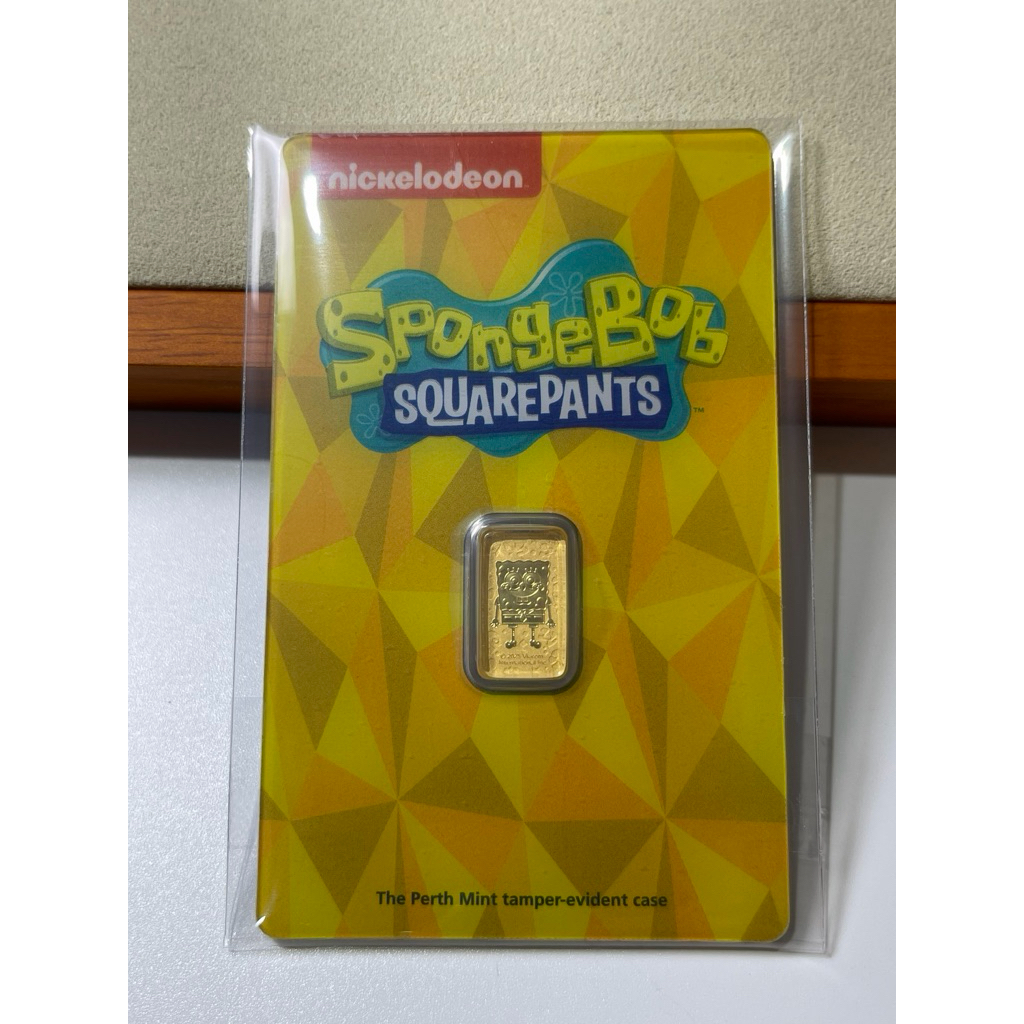 nickelodeon
SpongeBob
SQUAREPANTS
™
The Perth Mint tamper-evident case